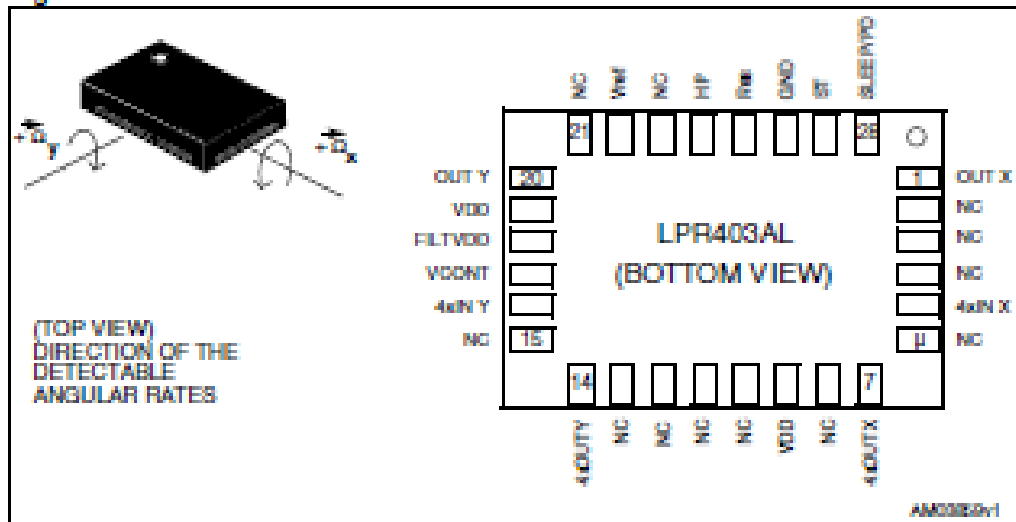 +Ω y
+Ω x
(TOP VIEW)
DIRECTION OF THE
DETECTABLE
ANGULAR RATES
NC Vref NC HP Res GND ST SLEEP/PD
21 28
OUT Y 20 1 OUT X
VDD NC
FILTVDD NC
VCONT NC
4xIN Y 4xIN X
NC 15 μ NC
LPR403AL
(BOTTOM VIEW)
14 7
4xOUTY NC NC NC NC VDD NC 4xOUTX